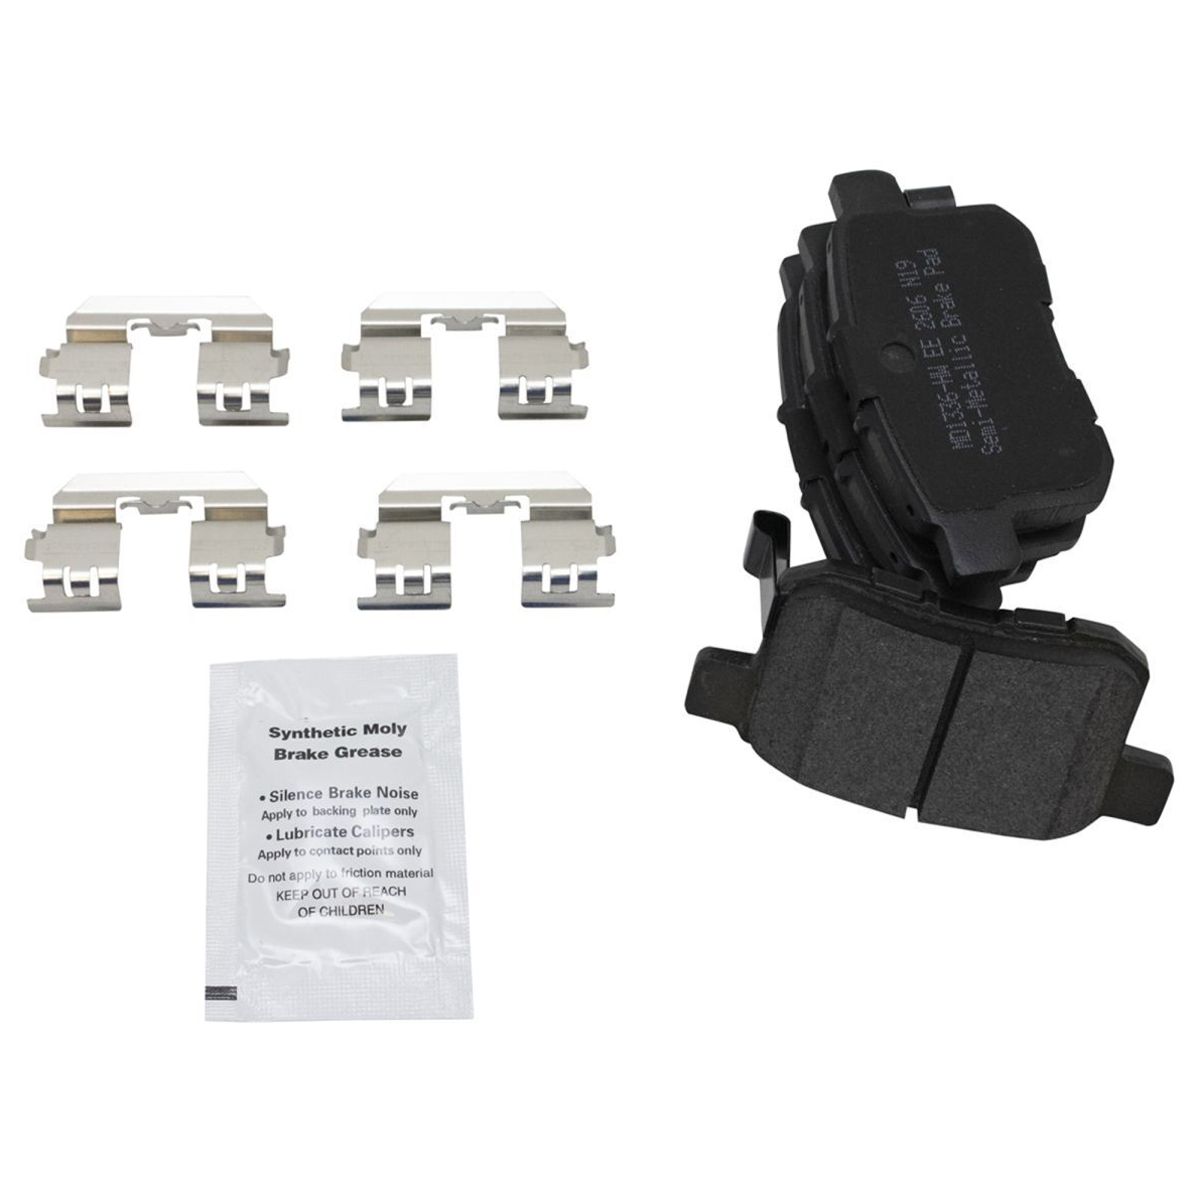 MD1336-HW EE 2606 N19
Semi-Metallic Brake Pad
Synthetic Moly
Brake Grease
• Silence Brake Noise
Apply to backing plate only
• Lubricate Calipers
Apply to contact points only
Do not apply to friction material
KEEP OUT OF REACH
OF CHILDREN